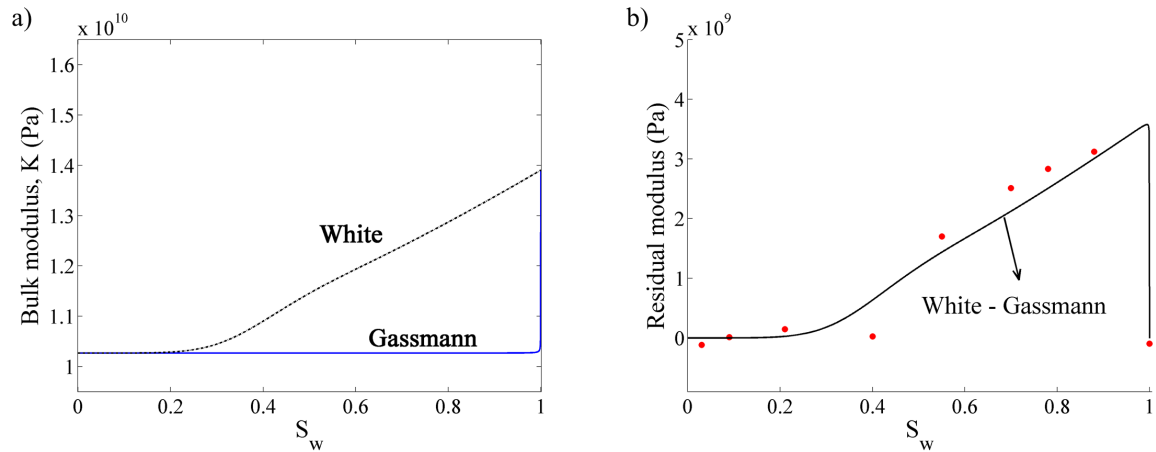 a)
x 10^10
1.6
1.5
1.4
1.3
1.2
1.1
1
0 0.2 0.4 0.6 0.8 1
Bulk modulus, K (Pa)
S_w
White
Gassmann
b)
x 10^9
5
4
3
2
1
0
0 0.2 0.4 0.6 0.8 1
Residual modulus (Pa)
S_w
White - Gassmann